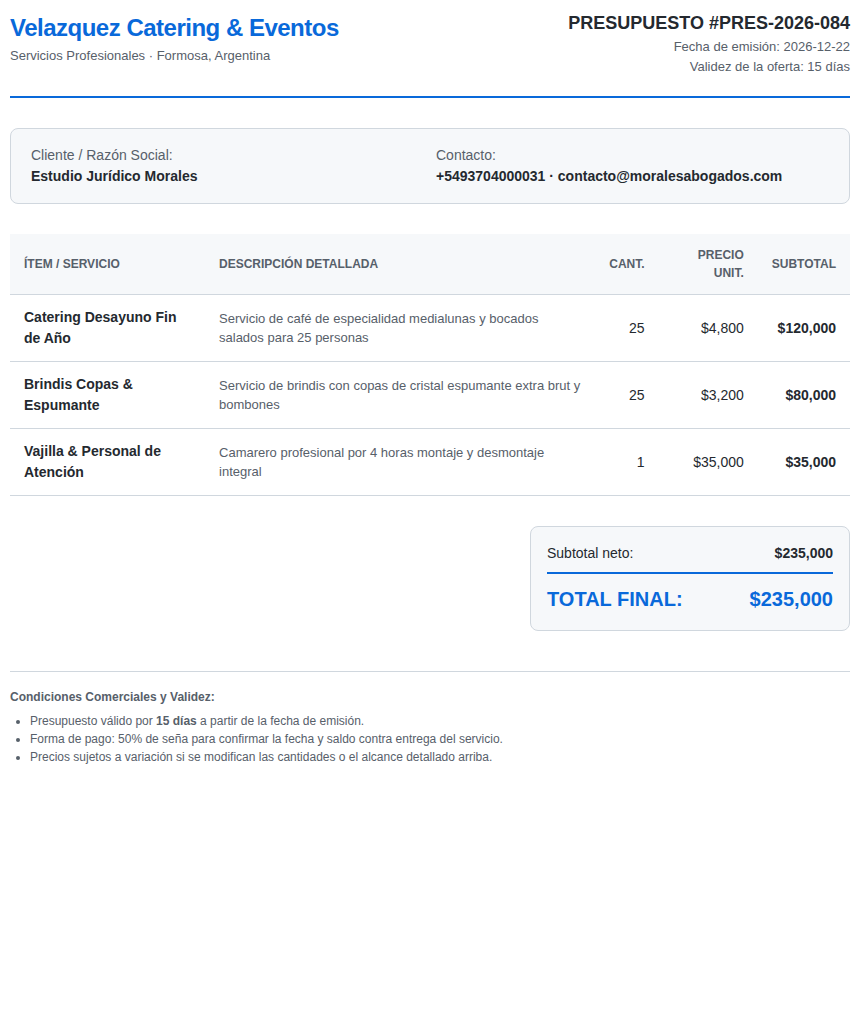 Velazquez Catering & Eventos
Servicios Profesionales · Formosa, Argentina
PRESUPUESTO #PRES-2026-084
Fecha de emisión: 2026-12-22
Validez de la oferta: 15 días
Cliente / Razón Social:
Estudio Jurídico Morales
Contacto:
+5493704000031 · contacto@moralesabogados.com
ÍTEM / SERVICIO DESCRIPCIÓN DETALLADA CANT. PRECIO UNIT. SUBTOTAL
Catering Desayuno Fin
de Año
Servicio de café de especialidad medialunas y bocados
salados para 25 personas
25 $4,800 $120,000
Brindis Copas &
Espumante
Servicio de brindis con copas de cristal espumante extra brut y
bombones
25 $3,200 $80,000
Vajilla & Personal de
Atención
Camarero profesional por 4 horas montaje y desmontaje
integral
1 $35,000 $35,000
Subtotal neto: $235,000
TOTAL FINAL: $235,000
Condiciones Comerciales y Validez:
• Presupuesto válido por 15 días a partir de la fecha de emisión.
• Forma de pago: 50% de seña para confirmar la fecha y saldo contra entrega del servicio.
• Precios sujetos a variación si se modifican las cantidades o el alcance detallado arriba.